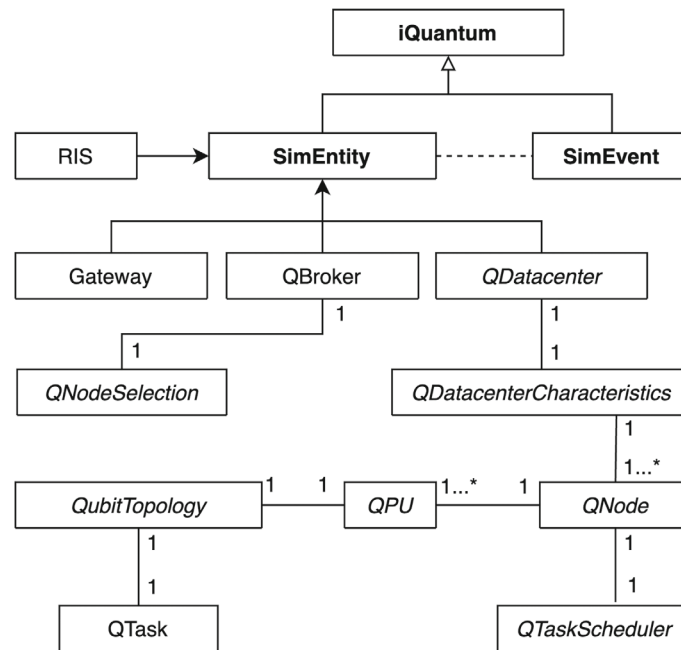 iQuantum
RIS
SimEntity
SimEvent
Gateway
QBroker
QDatacenter
1
1
1
1
QNodeSelection
QDatacenterCharacteristics
1
1...*
1
1
1...*
1
QubitTopology
QPU
QNode
1
1
1
1
QTask
QTaskScheduler